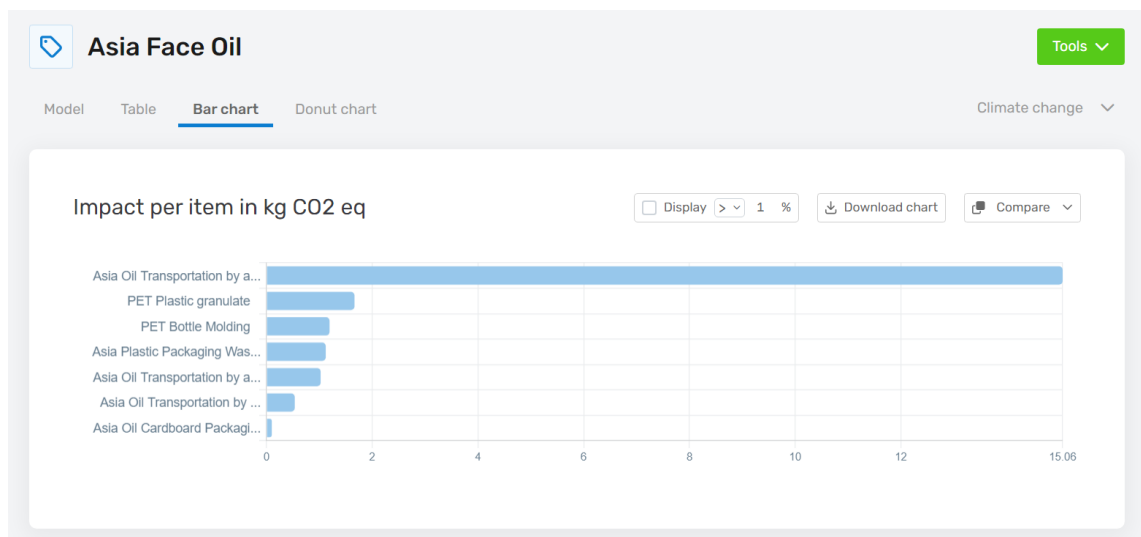 Asia Face Oil
Tools
Model Table Bar chart Donut chart Climate change
Impact per item in kg CO2 eq
Display > 1 % Download chart Compare
Asia Oil Transportation by a...
PET Plastic granulate
PET Bottle Molding
Asia Plastic Packaging Was...
Asia Oil Transportation by a...
Asia Oil Transportation by ...
Asia Oil Cardboard Packagi...
0 2 4 6 8 10 12 15.06